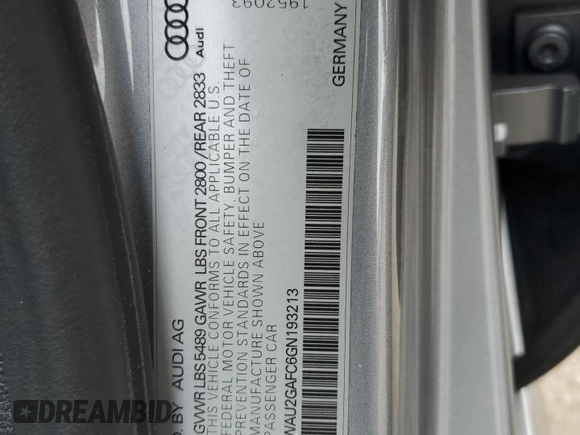 1952093
Audi
GERMANY
D. BY AUDI AG
GVWR LBS 5489 GAWR LBS FRONT 2800 / REAR 2833
THIS VEHICLE CONFORMS TO ALL APPLICABLE U.S.
FEDERAL MOTOR VEHICLE SAFETY, BUMPER AND THEFT
PREVENTION STANDARDS IN EFFECT ON THE DATE OF
MANUFACTURE SHOWN ABOVE
PASSENGER CAR
WAU2GAFC6GN193213
DREAMBID